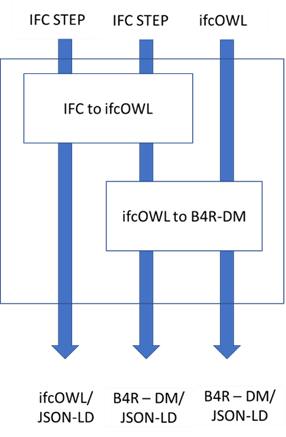 IFC STEP IFC STEP ifcOWL
IFC to ifcOWL
ifcOWL to B4R-DM
ifcOWL/ B4R – DM/ B4R – DM/
JSON-LD JSON-LD JSON-LD